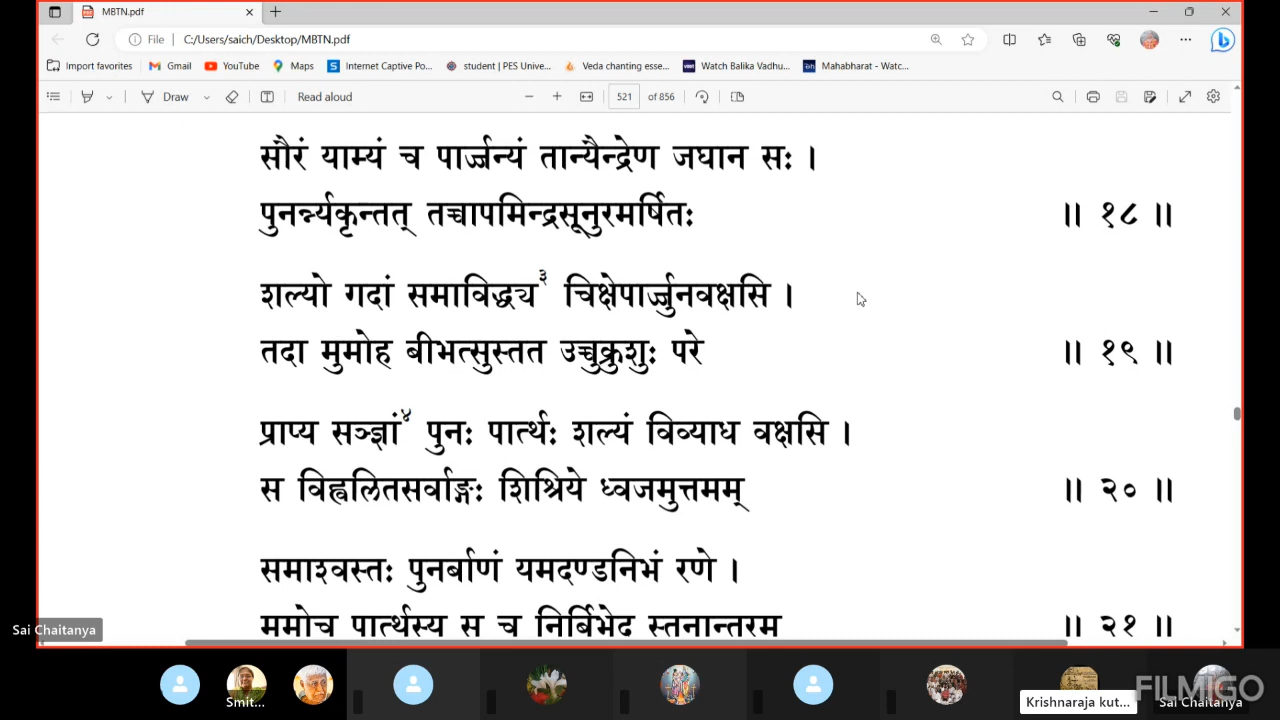 MBTN.pdf
File C:/Users/saich/Desktop/MBTN.pdf
Import favorites Gmail YouTube Maps Internet Captive Po... student | PES Unive... Veda chanting esse... Watch Balika Vadhu... Mahabharat - Watc...
Draw Read aloud 521 of 856
सौरं याम्यं च पार्ज्जन्यं तान्यैन्द्रेण जघान सः ।
पुनर्न्न्यकृन्तत् तच्चापमिन्द्रसूनुरमर्षितः ॥ १८ ॥
शल्यो गदां समाविद्ध्य३ चिक्षेपार्ज्जुनवक्षसि ।
तदा मुमोह बीभत्सुस्तत उच्चुक्रुशुः परे ॥ १९ ॥
प्राप्य सञ्ज्ञां४ पुनः पार्त्थः शल्यं विव्याध वक्षसि ।
स विह्वलितसर्वाङ्गः शिश्रिये ध्वजमुत्तमम् ॥ २० ॥
समाश्वस्तः पुनर्बाणं यमदण्डनिभं रणे ।
मुमोच पार्त्थस्य स च निर्बिभेद स्तनान्तरम् ॥ २१ ॥
Sai Chaitanya
Smit... Krishnaraja kut... Sai Chaitanya
FILMIGO